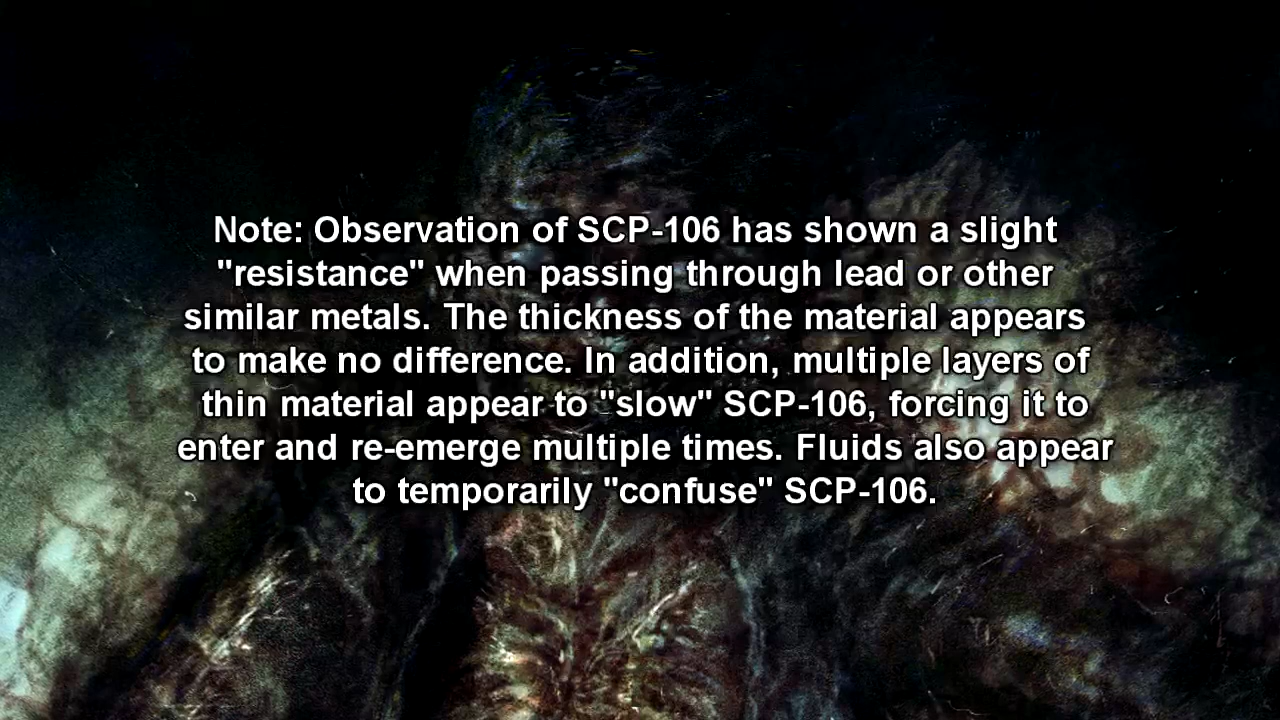 Note: Observation of SCP-106 has shown a slight
"resistance" when passing through lead or other
similar metals. The thickness of the material appears
to make no difference. In addition, multiple layers of
thin material appear to "slow" SCP-106, forcing it to
enter and re-emerge multiple times. Fluids also appear
to temporarily "confuse" SCP-106.